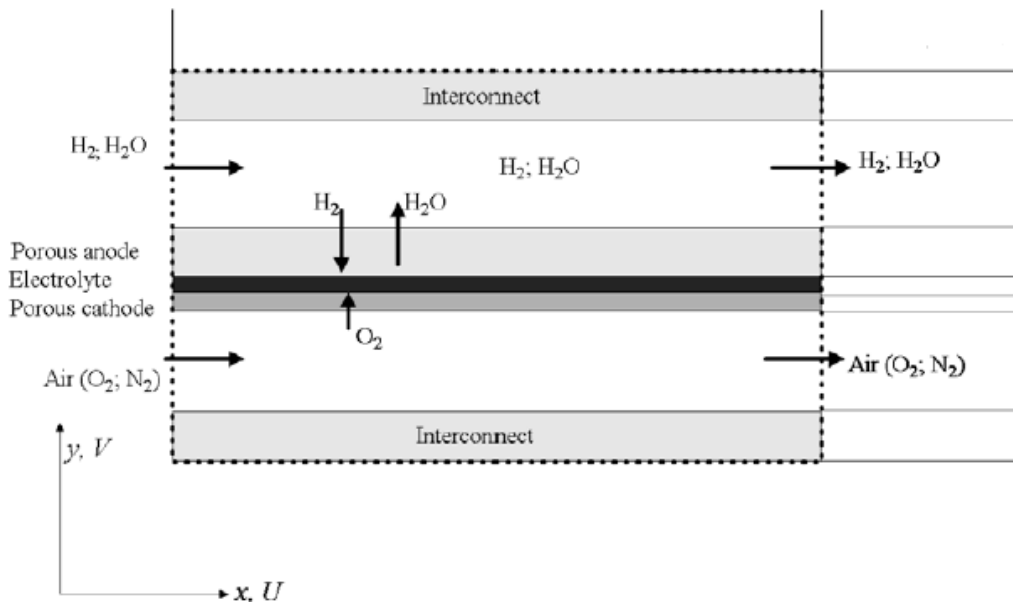 Interconnect
H₂; H₂O
H₂; H₂O
H₂; H₂O
H₂
H₂O
Porous anode
Electrolyte
Porous cathode
O₂
Air (O₂; N₂)
Air (O₂; N₂)
Interconnect
y, V
x, U